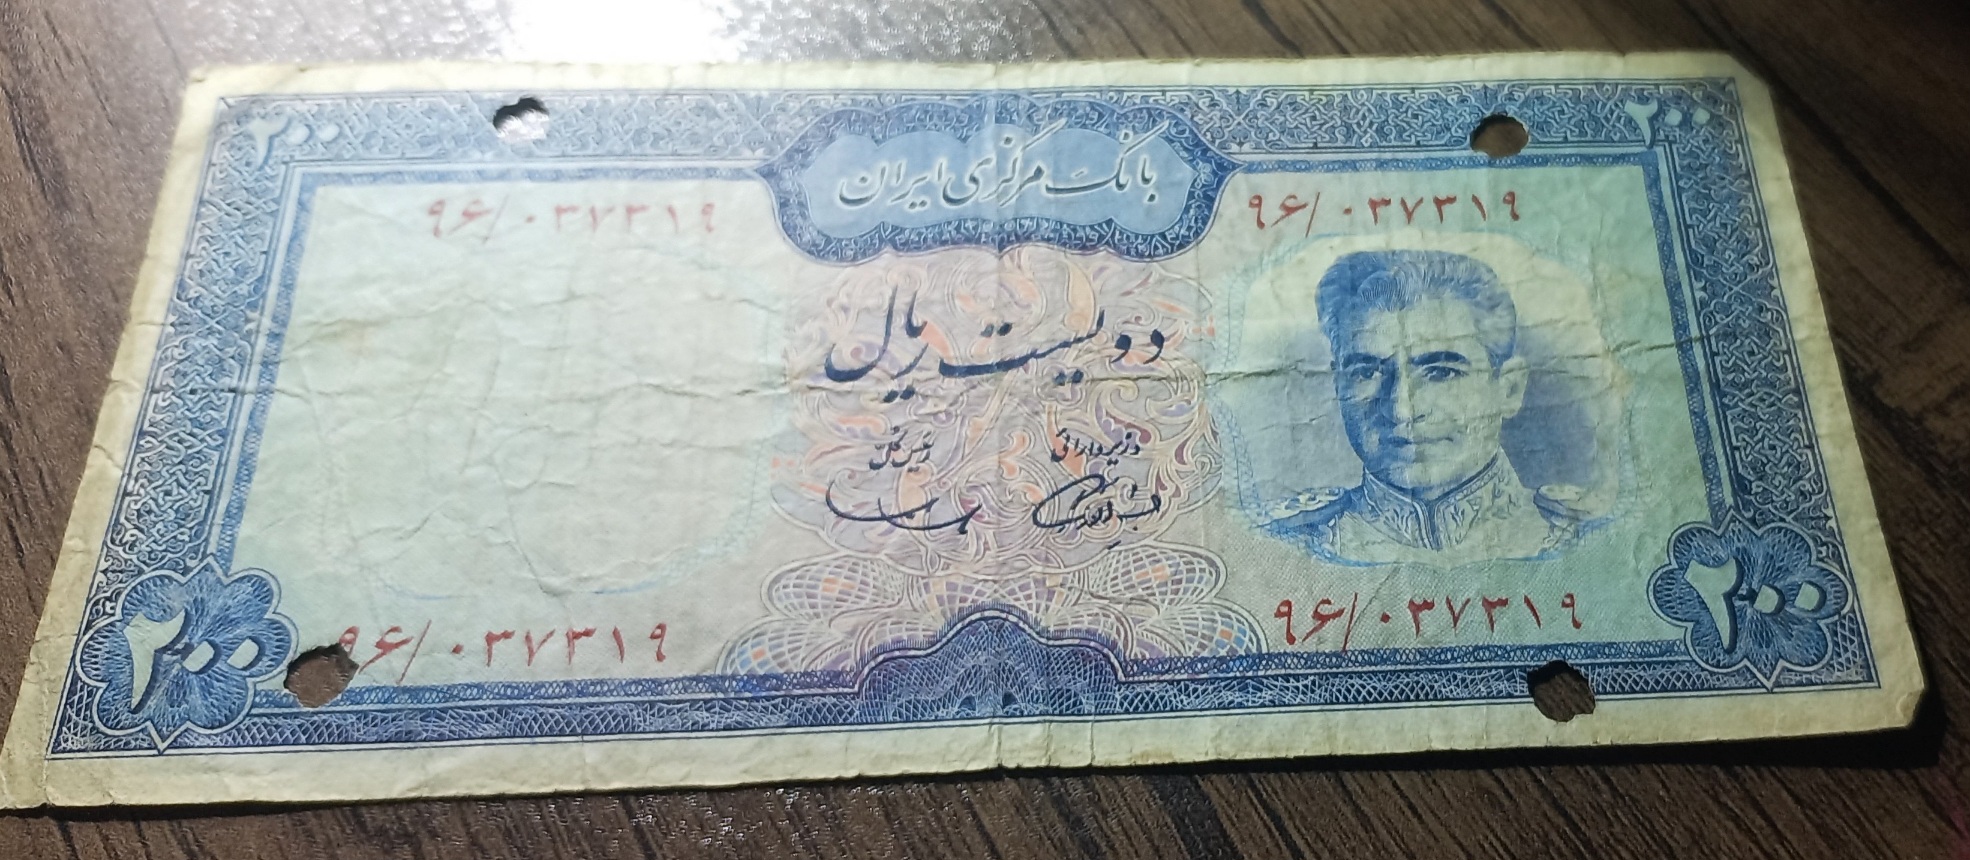 ۲۰۰
۲۰۰
بانک مرکزی ایران
۹۶/۰۳۷۳۱۹
۹۶/۰۳۷۳۱۹
دویست ریال
وزیر دارائی
رئیس کل
۹۶/۰۳۷۳۱۹
۹۶/۰۳۷۳۱۹
۲۰۰
۲۰۰